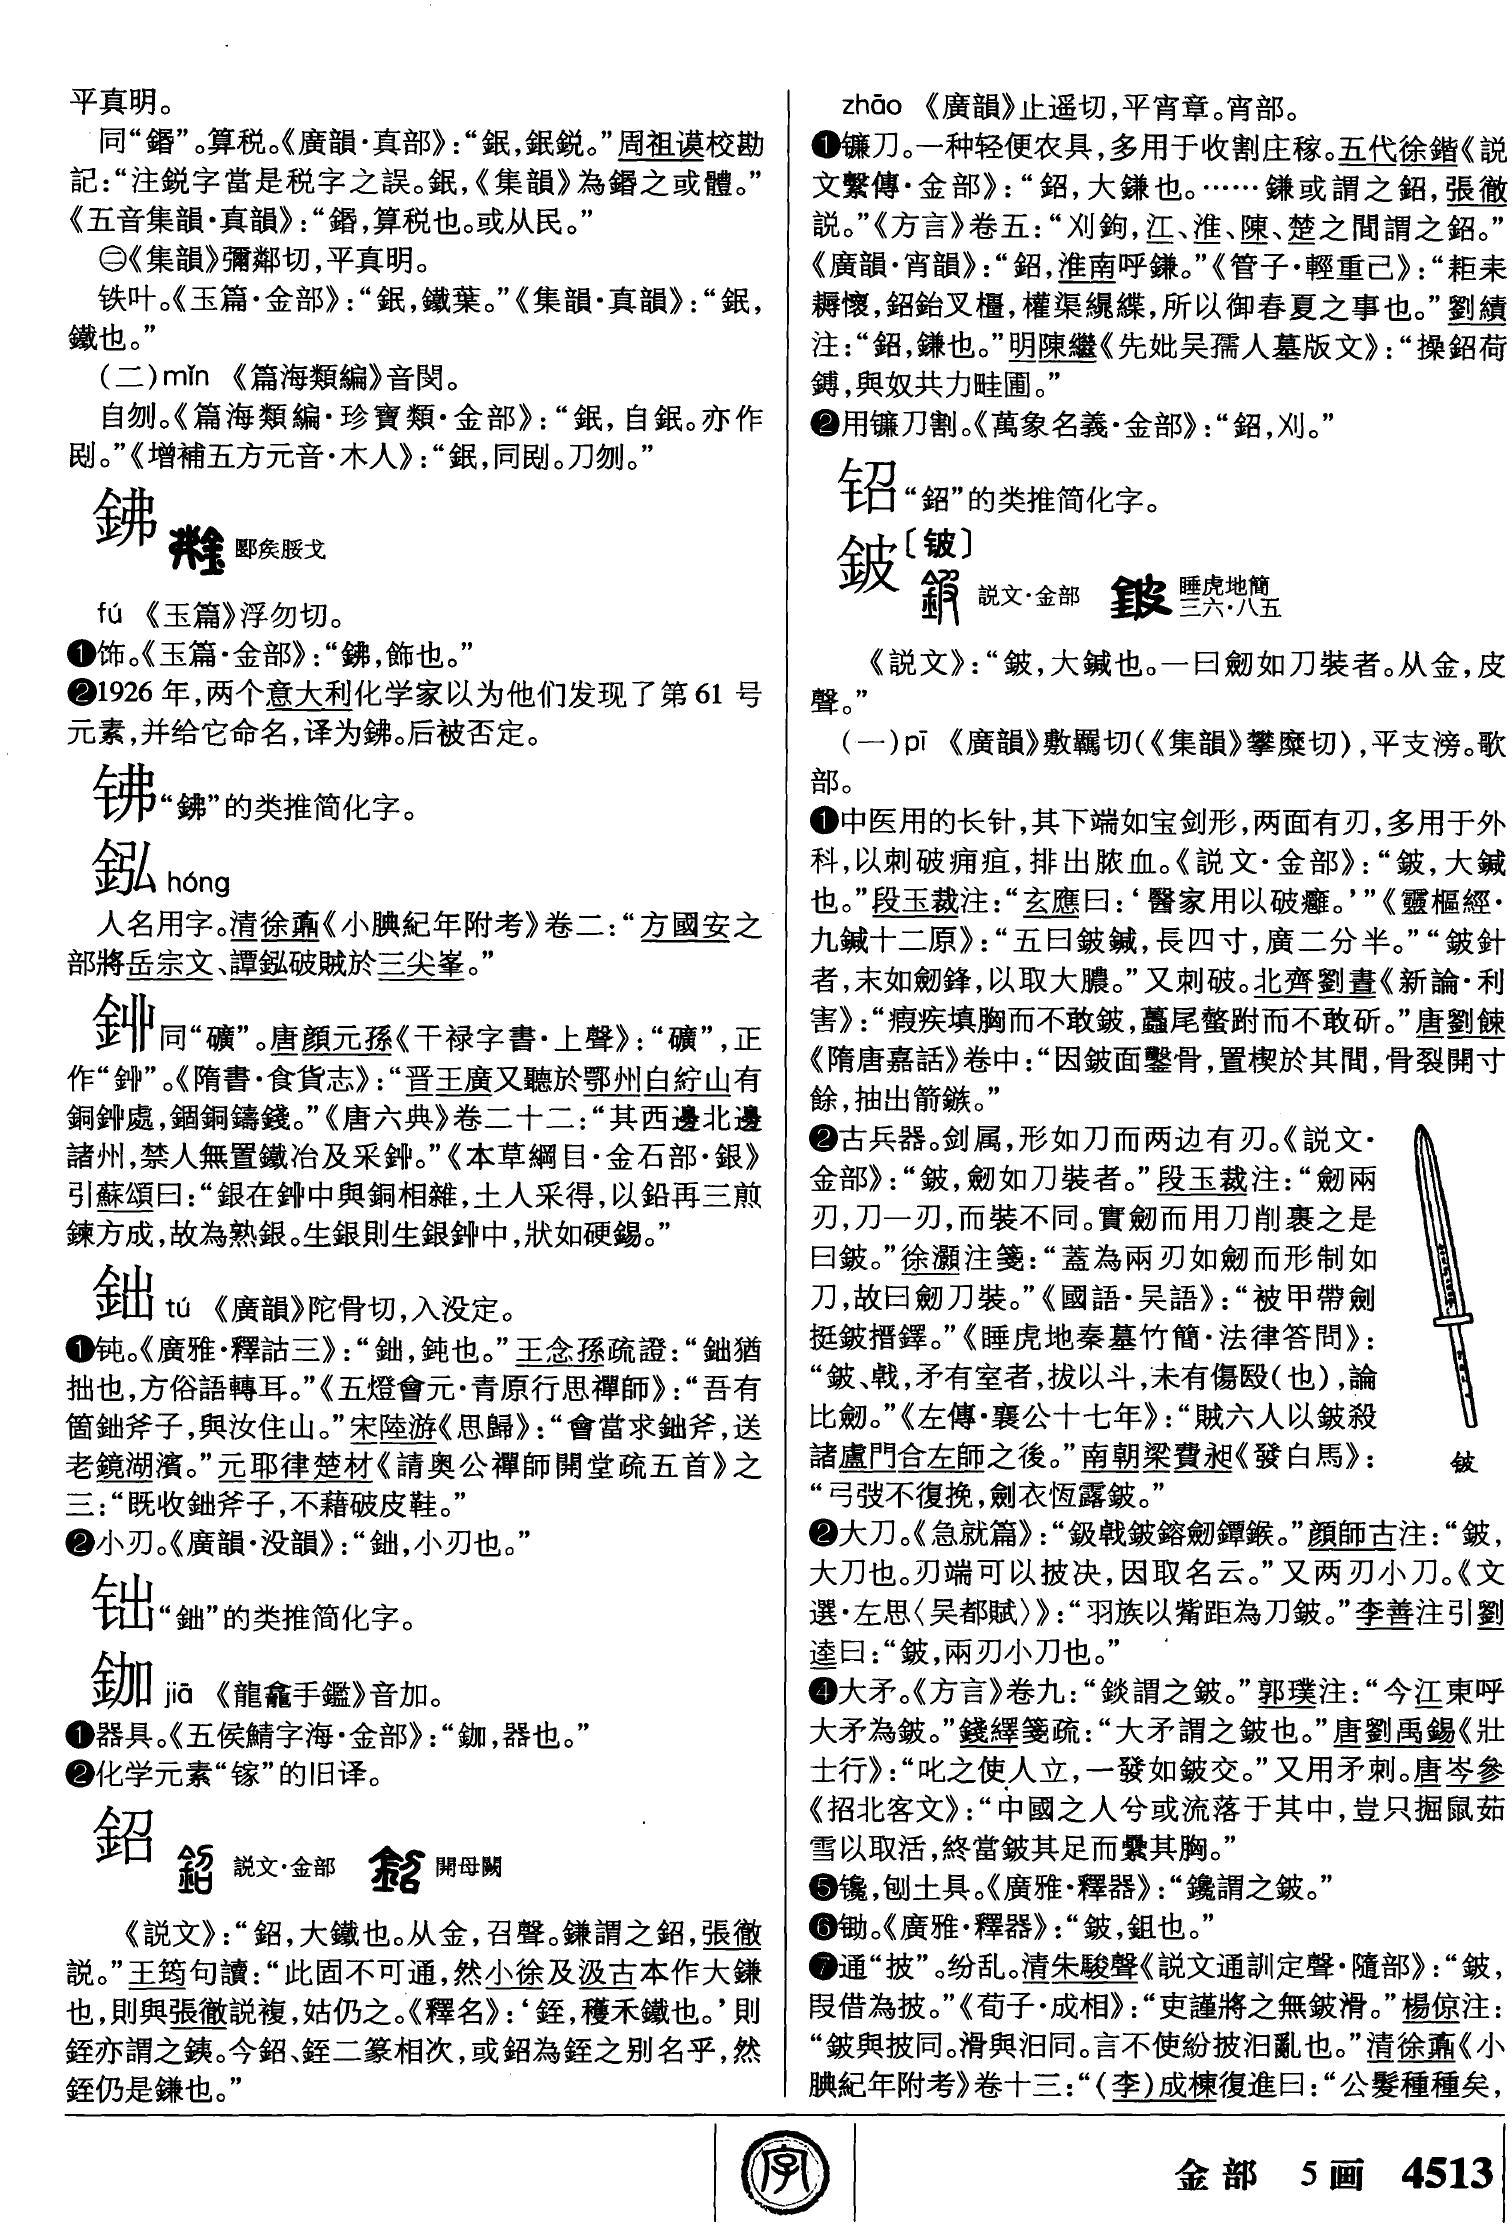 平真明。
同“鍲”。算税。《廣韻·真部》：“鈱，鈱鋭。”周祖谟校勘
記：“注鋭字當是税字之誤。鈱，《集韻》為鍲之或體。”
《五音集韻·真韻》：“鍲，算税也。或从民。”
㊁《集韻》彌鄰切，平真明。
铁叶。《玉篇·金部》：“鈱，鐵葉。”《集韻·真韻》：“鈱，
鐵也。”
（二）mǐn 《篇海類編》音閔。
自刎。《篇海類編·珍寶類·金部》：“鈱，自鈱。亦作
刡。”《增補五方元音·木人》：“鈱，同刡。刀刎。”
鉘 郾矦脮戈
fú 《玉篇》浮勿切。
❶饰。《玉篇·金部》：“鉘，飾也。”
❷1926年，两个意大利化学家以为他们发现了第61号
元素，并给它命名，译为鉘。后被否定。
𫓧“鉘”的类推简化字。
鈲 hóng
人名用字。清徐鼒《小腆紀年附考》卷二：“方國安之
部將岳宗文、譚鈲破賊於三尖峯。”
鉚同“礦”。唐顔元孫《干禄字書·上聲》：“礦”，正
作“”。《隋書·食貨志》：“晋王廣又聽於鄂州白紵山有
銅處，錮銅鑄錢。”《唐六典》卷二十二：“其西邊北邊
諸州，禁人無置鐵冶及采。”《本草綱目·金石部·銀》
引蘇頌曰：“銀在中與銅相雜，土人采得，以鉛再三煎
鍊方成，故為熟銀。生銀則生銀中，狀如硬錫。”
鈯 tú 《廣韻》陀骨切，入没定。
❶钝。《廣雅·釋詁三》：“鈯，鈍也。”王念孫疏證：“鈯猶
拙也，方俗語轉耳。”《五燈會元·青原行思禪師》：“吾有
箇鈯斧子，與汝住山。”宋陸游《思歸》：“會當求鈯斧，送
老鏡湖濱。”元耶律楚材《請奥公禪師開堂疏五首》之
三：“既收鈯斧子，不藉破皮鞋。”
❷小刃。《廣韻·没韻》：“鈯，小刃也。”
“鈯”的类推简化字。
鉫 jiā 《龍龕手鑑》音加。
❶器具。《五侯鯖字海·金部》：“鉫，器也。”
❷化学元素“镓”的旧译。
鉊 説文·金部 開母闕
《説文》：“鉊，大鐵也。从金，召聲。鎌謂之鉊，張徹
説。”王筠句讀：“此固不可通，然小徐及汲古本作大鎌
也，則與張徹説複，姑仍之。《釋名》：‘銍，穫禾鐵也。’則
銍亦謂之銕。今鉊、銍二篆相次，或鉊為銍之别名乎，然
銍仍是鎌也。”
zhāo 《廣韻》止遥切，平宵章。宵部。
❶镰刀。一种轻便农具，多用于收割庄稼。五代徐鍇《説
文繫傳·金部》：“鉊，大鎌也。……鎌或謂之鉊，張徹
説。”《方言》卷五：“刈鉤，江、淮、陳、楚之間謂之鉊。”
《廣韻·宵韻》：“鉊，淮南呼鎌。”《管子·輕重己》：“耟耒
耨懷，鉊鈶叉橿，權渠緷緤，所以御春夏之事也。”劉績
注：“鉊，鎌也。”明陳繼《先妣吴孺人墓版文》：“操鉊荷
鎛，與奴共力畦圃。”
❷用镰刀割。《萬象名義·金部》：“鉊，刈。”
“鉊”的类推简化字。
鈹〔铍〕 説文·金部 睡虎地簡
三六·八五
《説文》：“鈹，大鍼也。一曰劒如刀裝者。从金，皮
聲。”
（一）pī 《廣韻》敷羈切（《集韻》攀糜切），平支滂。歌
部。
❶中医用的长针，其下端如宝剑形，两面有刃，多用于外
科，以刺破痈疽，排出脓血。《説文·金部》：“鈹，大鍼
也。”段玉裁注：“玄應曰：‘醫家用以破癰。’”《靈樞經·
九鍼十二原》：“五曰鈹鍼，長四寸，廣二分半。”“鈹針
者，末如劒鋒，以取大膿。”又刺破。北齊劉晝《新論·利
害》：“瘕疾填胸而不敢鈹，蠚尾螫跗而不敢斫。”唐劉餗
《隋唐嘉話》卷中：“因鈹面鑿骨，置楔於其間，骨裂開寸
餘，抽出箭鏃。”
❷古兵器。剑属，形如刀而两边有刃。《説文·
金部》：“鈹，劒如刀裝者。”段玉裁注：“劒兩
刃，刀一刃，而裝不同。實劒而用刀削裹之是
曰鈹。”徐灝注箋：“蓋為兩刃如劒而形制如
刀，故曰劒刀裝。”《國語·吴語》：“被甲帶劍
挺鈹搢鐸。”《睡虎地秦墓竹簡·法律答問》：
“鈹、戟，矛有室者，拔以斗，未有傷殹（也），論
比劒。”《左傳·襄公十七年》：“賊六人以鈹殺
諸盧門合左師之後。”南朝梁費昶《發白馬》：
“弓弢不復挽，劍衣恆露鈹。”
铍
❷大刀。《急就篇》：“鈒戟鈹鎔劒鐔鍭。”顔師古注：“鈹，
大刀也。刃端可以披决，因取名云。”又两刃小刀。《文
選·左思〈吴都賦〉》：“羽族以觜距為刀鈹。”李善注引劉
逵曰：“鈹，兩刃小刀也。”
❹大矛。《方言》卷九：“錟謂之鈹。”郭璞注：“今江東呼
大矛為鈹。”錢繹箋疏：“大矛謂之鈹也。”唐劉禹錫《壯
士行》：“叱之使人立，一發如鈹交。”又用矛刺。唐岑參
《招北客文》：“中國之人兮或流落于其中，豈只掘鼠茹
雪以取活，終當鈹其足而纍其胸。”
❺镵，刨土具。《廣雅·釋器》：“鑱謂之鈹。”
❻锄。《廣雅·釋器》：“鈹，鉏也。”
❼通“披”。纷乱。清朱駿聲《説文通訓定聲·隨部》：“鈹，
叚借為披。”《荀子·成相》：“吏謹將之無鈹滑。”楊倞注：
“鈹與披同。滑與汩同。言不使紛披汩亂也。”清徐鼒《小
腆紀年附考》卷十三：“（李）成棟復進曰：“公髮種種矣，
字
金部 5画 4513